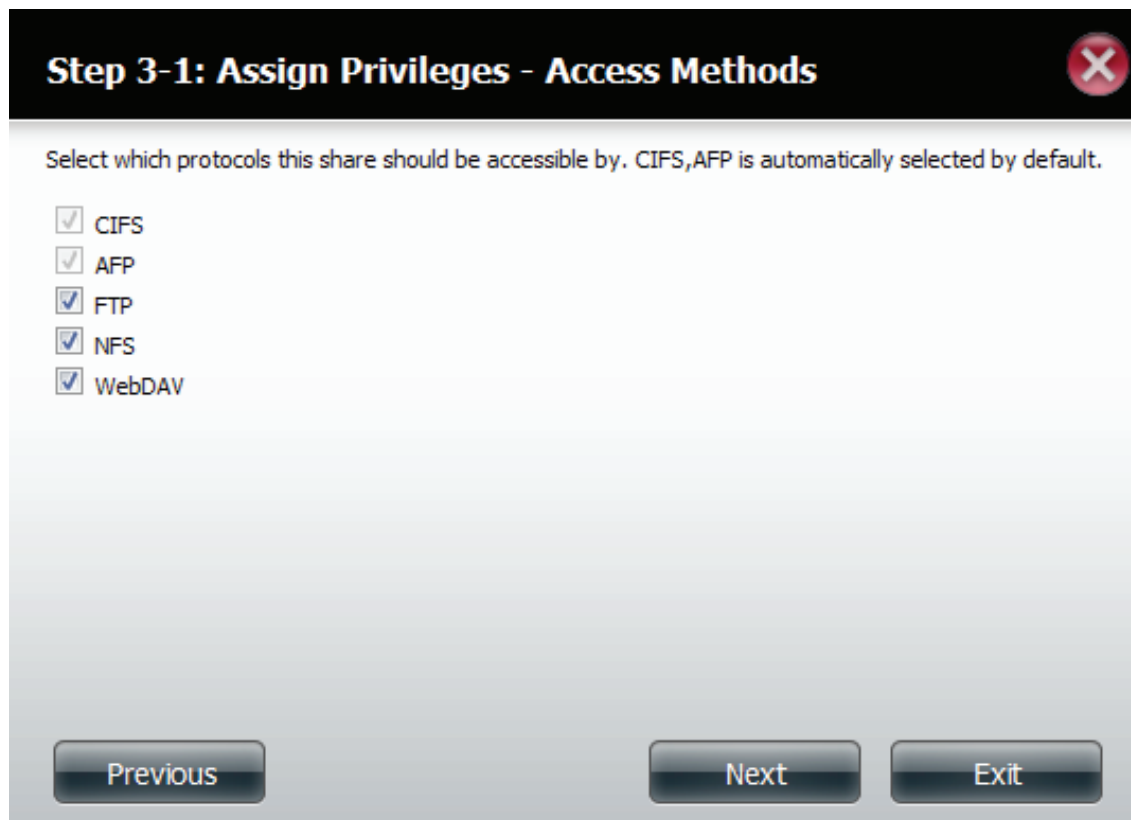 Step 3-1: Assign Privileges - Access Methods
Select which protocols this share should be accessible by. CIFS,AFP is automatically selected by default.
CIFS
AFP
FTP
NFS
WebDAV
Previous
Next
Exit